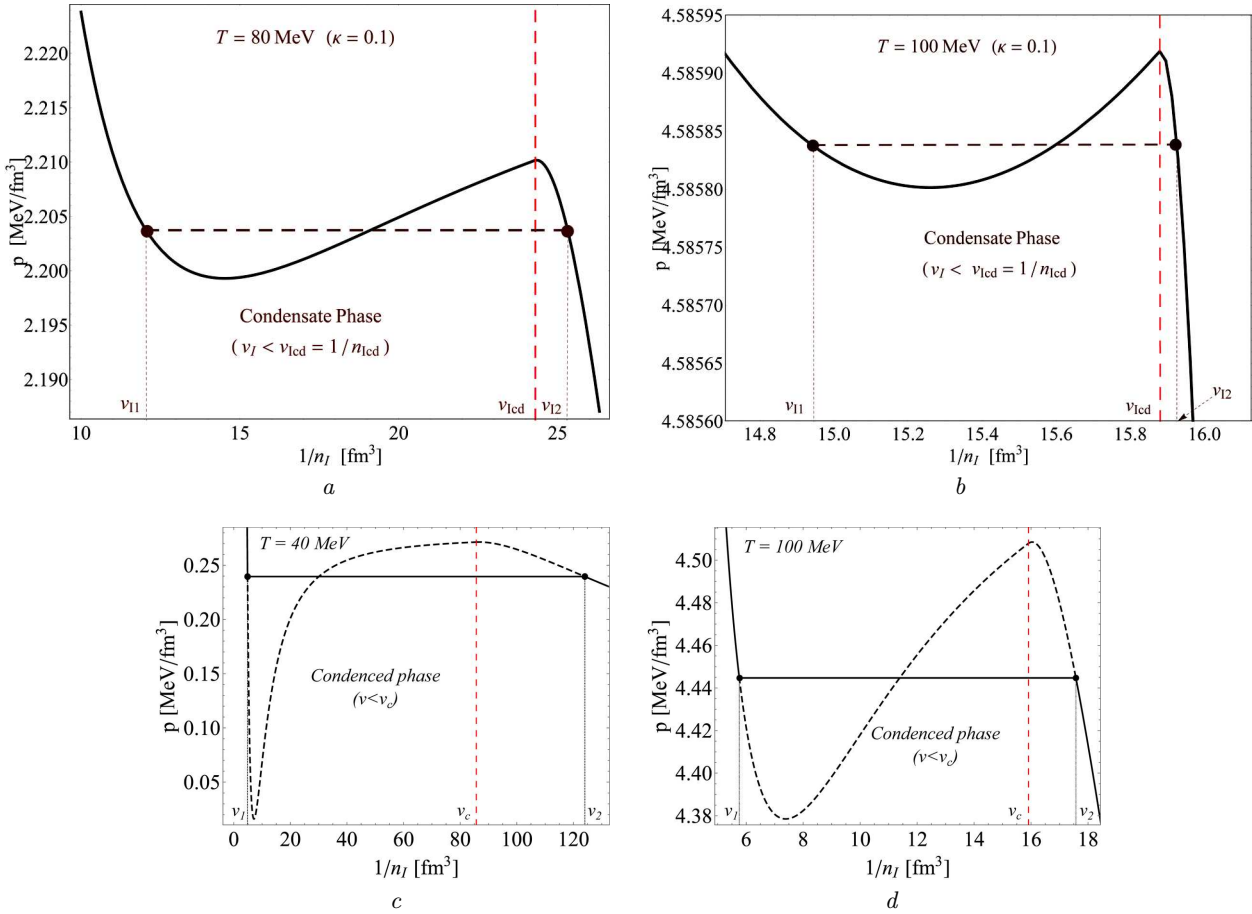 T = 80 MeV (κ = 0.1)
2.220
2.215
2.210
2.205
2.200
2.195
2.190
p [MeV/fm³]
Condensate Phase
( v_I < v_Icd = 1/n_Icd )
v_I1
v_Icd
v_I2
10
15
20
25
1/n_I [fm³]
a
T = 100 MeV (κ = 0.1)
4.58595
4.58590
4.58585
4.58580
4.58575
4.58570
4.58565
4.58560
p [MeV/fm³]
Condensate Phase
( v_I < v_Icd = 1/n_Icd )
v_I1
v_Icd
v_I2
14.8
15.0
15.2
15.4
15.6
15.8
16.0
1/n_I [fm³]
b
T = 40 MeV
0.25
0.20
0.15
0.10
0.05
p [MeV/fm³]
Condenced phase
(v<v_c)
v_1
v_c
v_2
0
20
40
60
80
100
120
1/n_I [fm³]
c
T = 100 MeV
4.50
4.48
4.46
4.44
4.42
4.40
4.38
p [MeV/fm³]
Condenced phase
(v<v_c)
v_1
v_c
v_2
6
8
10
12
14
16
18
1/n_I [fm³]
d